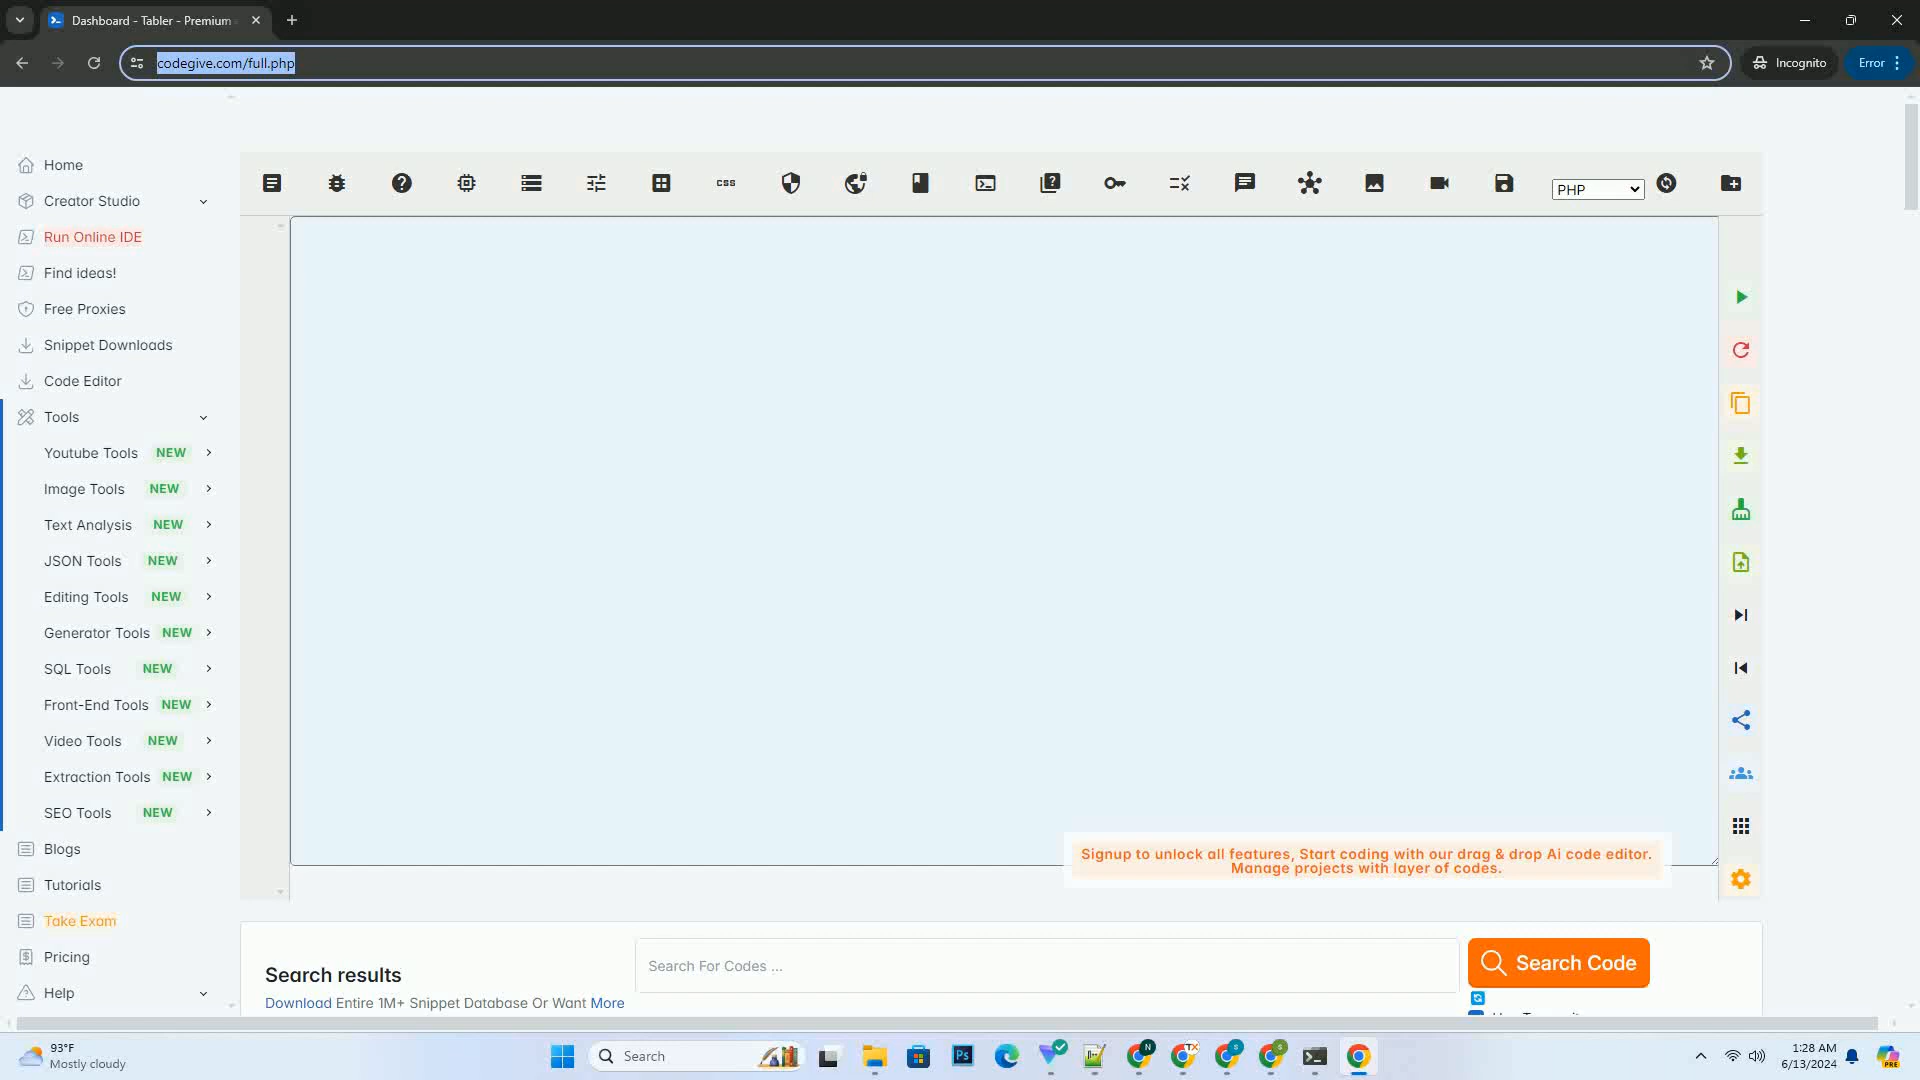 Dashboard - Tabler - Premium
codegive.com/full.php
Incognito
Error
Home
Creator Studio
Run Online IDE
Find ideas!
Free Proxies
Snippet Downloads
Code Editor
Tools
Youtube Tools NEW
Image Tools NEW
Text Analysis NEW
JSON Tools NEW
Editing Tools NEW
Generator Tools NEW
SQL Tools NEW
Front-End Tools NEW
Video Tools NEW
Extraction Tools NEW
SEO Tools NEW
Blogs
Tutorials
Take Exam
Pricing
Help
css
PHP
Signup to unlock all features, Start coding with our drag & drop Ai code editor.
Manage projects with layer of codes.
Search results
Download Entire 1M+ Snippet Database Or Want More
Search For Codes ...
Search Code
93°F
Mostly cloudy
Search
Ps
N
TX
S
S
PRE
1:28 AM
6/13/2024